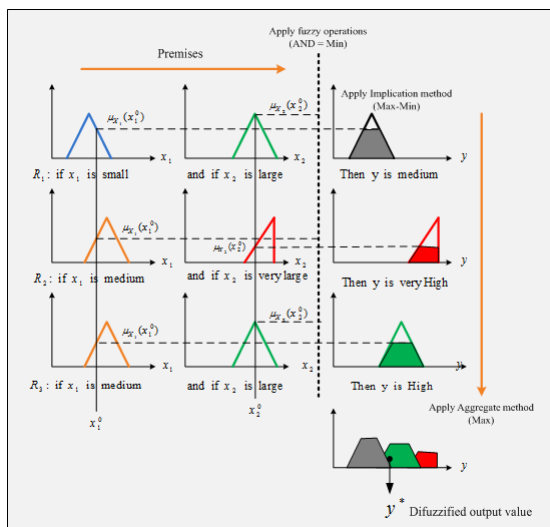 Apply fuzzy operations
(AND = Min)
Premises
μX₁(x₁⁰)
μX₂(x₂⁰)
Apply Implication method
(Max-Min)
x₁
x₂
y
R₁: if x₁ is small
and if x₂ is large
Then y is medium
μX₁(x₁⁰)
μX₂(x₂⁰)
x₁
x₂
y
R₂: if x₁ is medium
and if x₂ is very large
Then y is very High
μX₁(x₁⁰)
μX₂(x₂⁰)
x₁
x₂
y
R₃: if x₁ is medium
and if x₂ is large
Then y is High
x₁⁰
x₂⁰
Apply Aggregate method
(Max)
y
y* Difuzzified output value